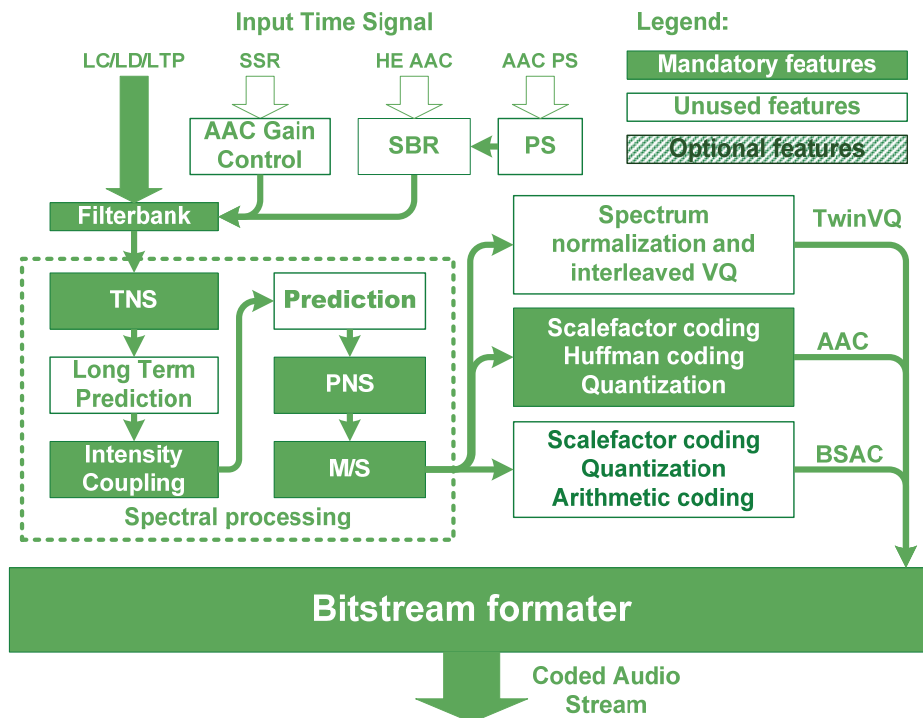 Input Time Signal
Legend:
LC/LD/LTP
SSR
HE AAC
AAC PS
Mandatory features
Unused features
Optional features
AAC Gain
Control
SBR
PS
Filterbank
Spectrum
normalization and
interleaved VQ
TwinVQ
TNS
Prediction
Long Term
Prediction
PNS
Scalefactor coding
Huffman coding
Quantization
AAC
Intensity
Coupling
M/S
Scalefactor coding
Quantization
Arithmetic coding
BSAC
Spectral processing
Bitstream formater
Coded Audio
Stream